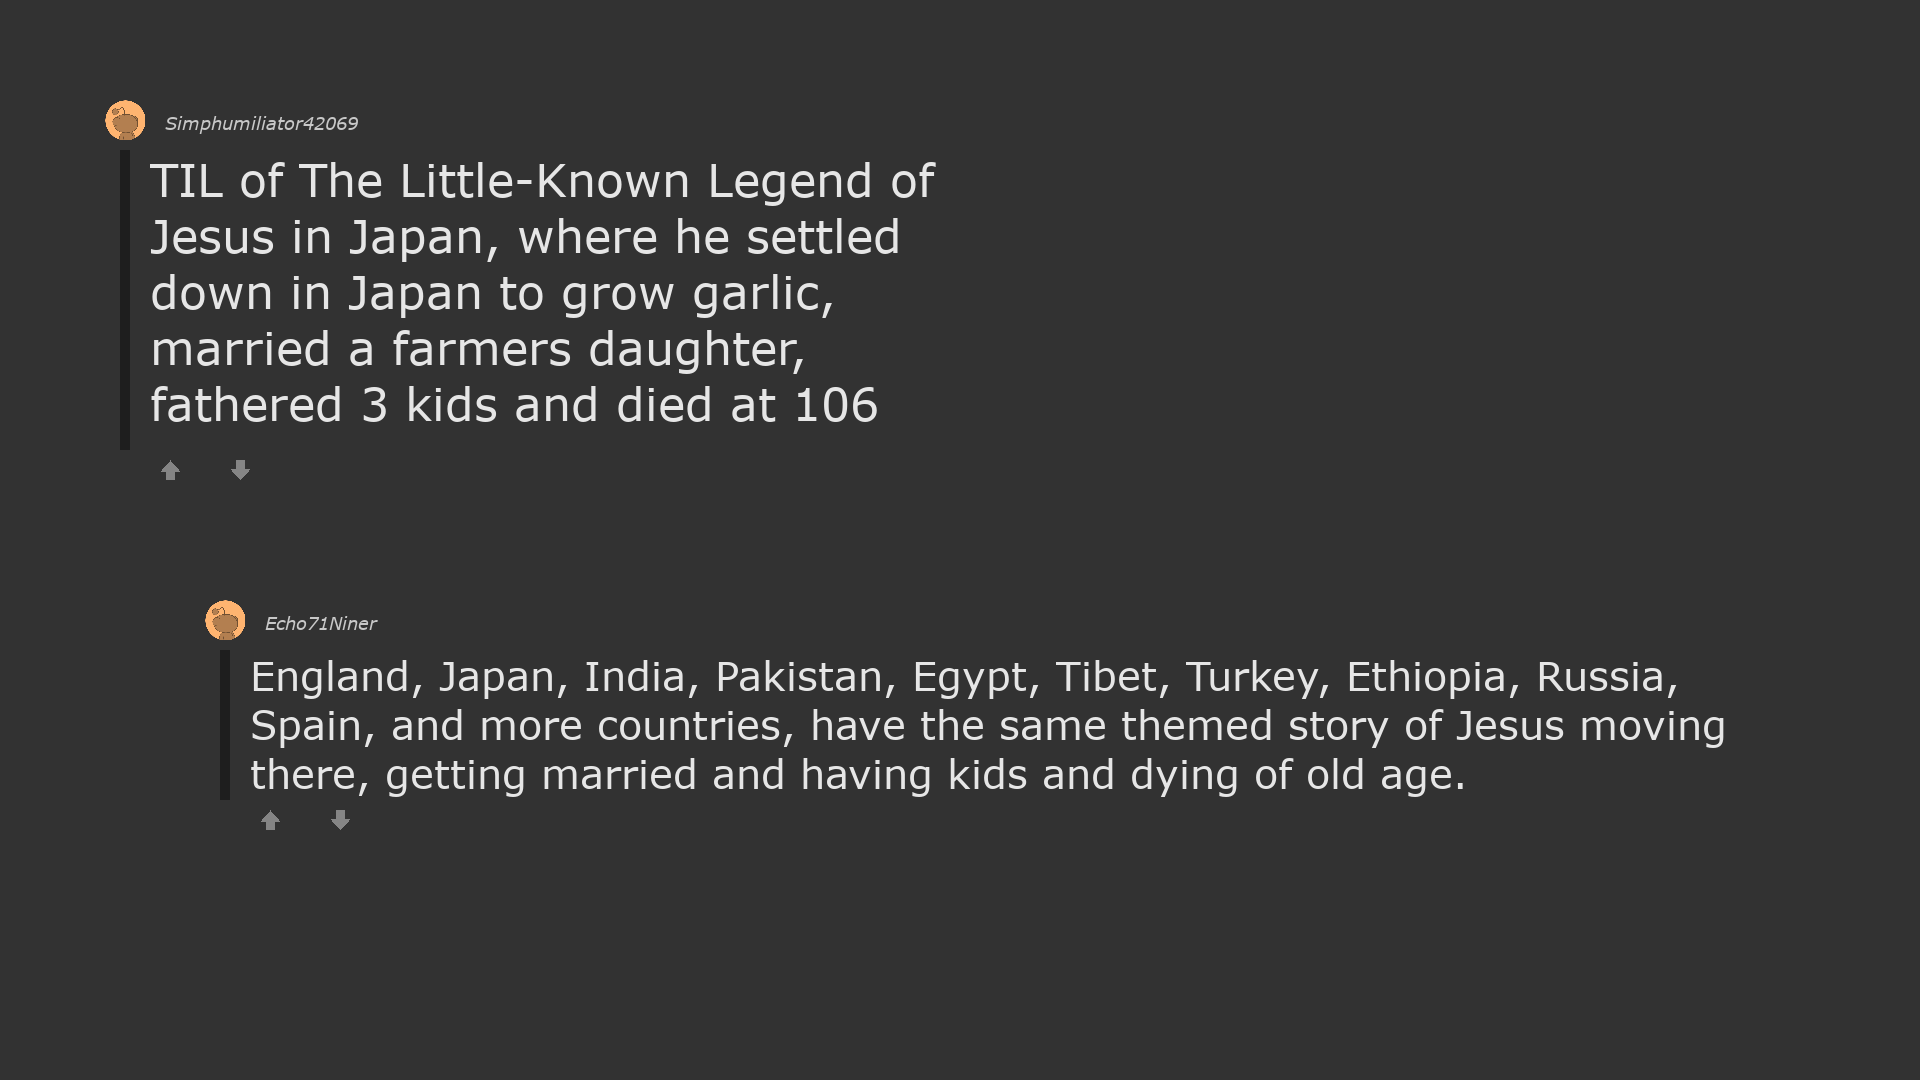 Simphumiliator42069
TIL of The Little-Known Legend of
Jesus in Japan, where he settled
down in Japan to grow garlic,
married a farmers daughter,
fathered 3 kids and died at 106
Echo71Niner
England, Japan, India, Pakistan, Egypt, Tibet, Turkey, Ethiopia, Russia,
Spain, and more countries, have the same themed story of Jesus moving
there, getting married and having kids and dying of old age.